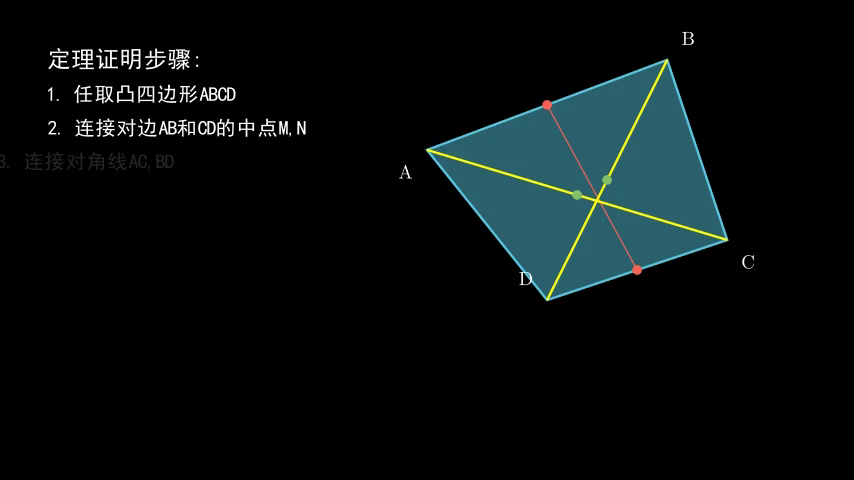 定理证明步骤:
1. 任取凸四边形ABCD
2. 连接对边AB和CD的中点M,N
3. 连接对角线AC,BD
B
A
C
D